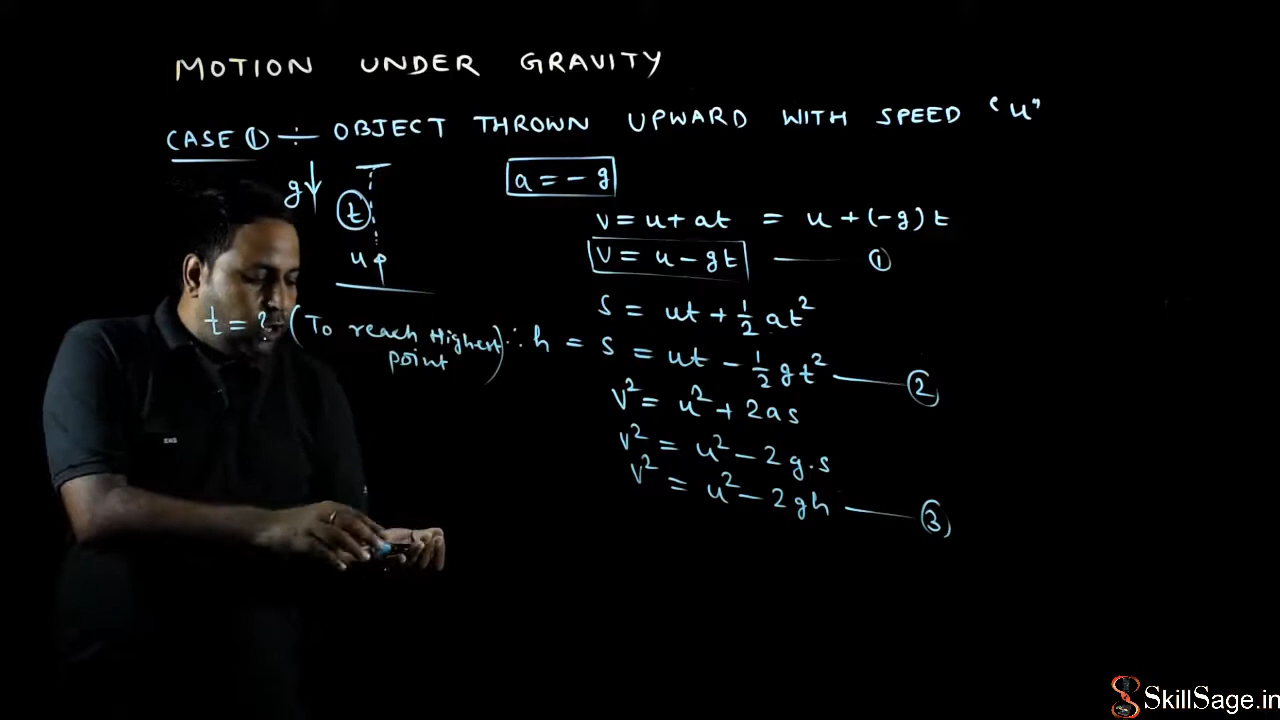 MOTION UNDER GRAVITY
CASE ① ÷ OBJECT THROWN UPWARD WITH SPEED "u"
g t u
a = - g
v = u + at = u + (-g) t
v = u - gt ①
s = ut + 1/2 at²
t = ? (To reach Highest point)
∴ h = s = ut - 1/2 gt² ②
v² = u² + 2as
v² = u² - 2g.s
v² = u² - 2gh ③
SkillSage.in